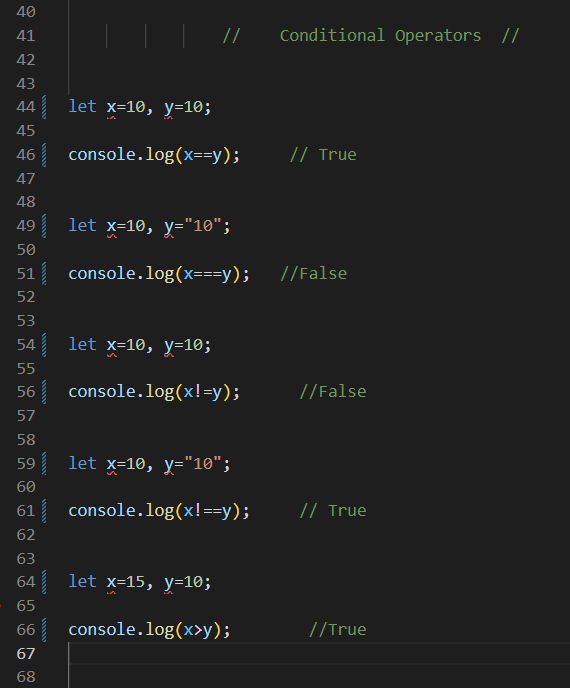 40
41 // Conditional Operators //
42
43
44 let x=10, y=10;
45
46 console.log(x==y); // True
47
48
49 let x=10, y="10";
50
51 console.log(x===y); //False
52
53
54 let x=10, y=10;
55
56 console.log(x!=y); //False
57
58
59 let x=10, y="10";
60
61 console.log(x!==y); // True
62
63
64 let x=15, y=10;
65
66 console.log(x>y); //True
67
68